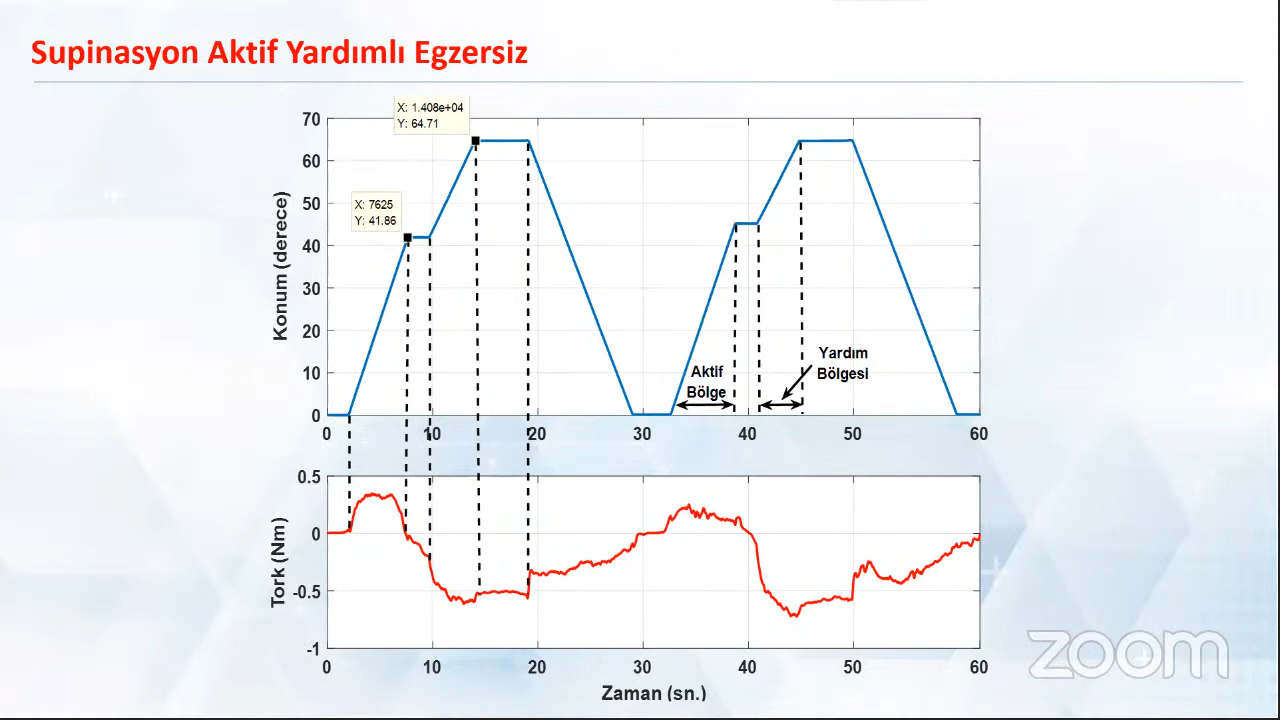 Supinasyon Aktif Yardımlı Egzersiz
X: 1.408e+04
Y: 64.71
X: 7625
Y: 41.86
Konum (derece)
70
60
50
40
30
20
10
0
Aktif
Bölge
Yardım
Bölgesi
0 10 20 30 40 50 60
Tork (Nm)
0.5
0
-0.5
-1
0 10 20 30 40 50 60
Zaman (sn.)
zoom